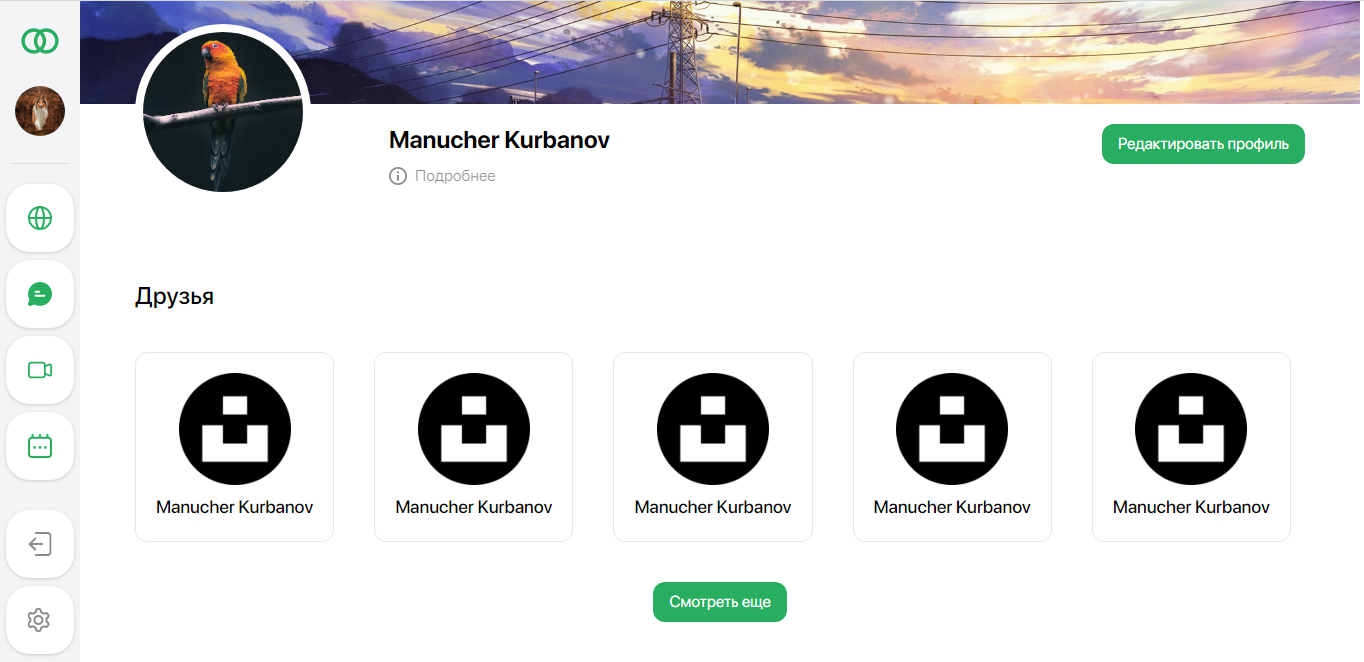 Manucher Kurbanov
Редактировать профиль
Подробнее
Друзья
Manucher Kurbanov
Manucher Kurbanov
Manucher Kurbanov
Manucher Kurbanov
Manucher Kurbanov
Смотреть еще